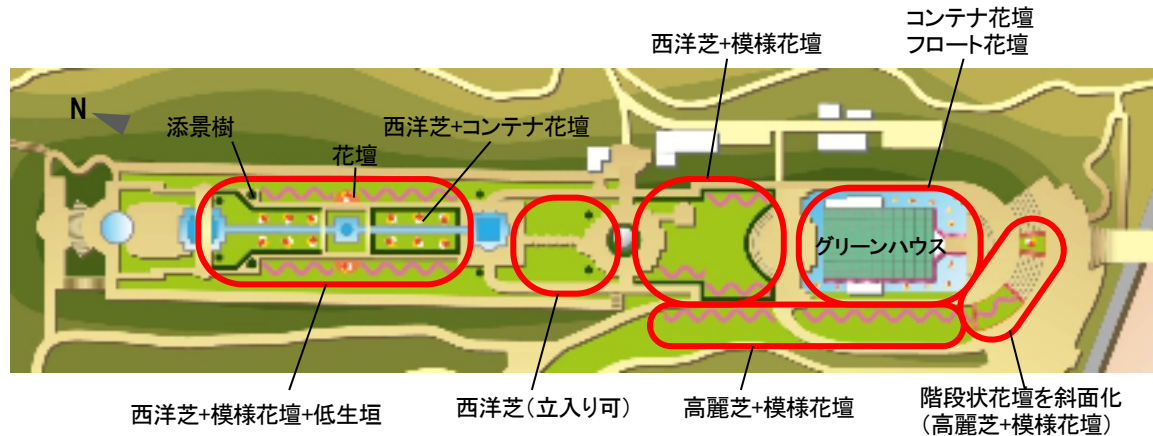 コンテナ花壇
フロート花壇
西洋芝+模様花壇
N
添景樹
西洋芝+コンテナ花壇
花壇
グリーンハウス
西洋芝+模様花壇+低生垣
西洋芝（立入り可）
高麗芝+模様花壇
階段状花壇を斜面化
（高麗芝+模様花壇）